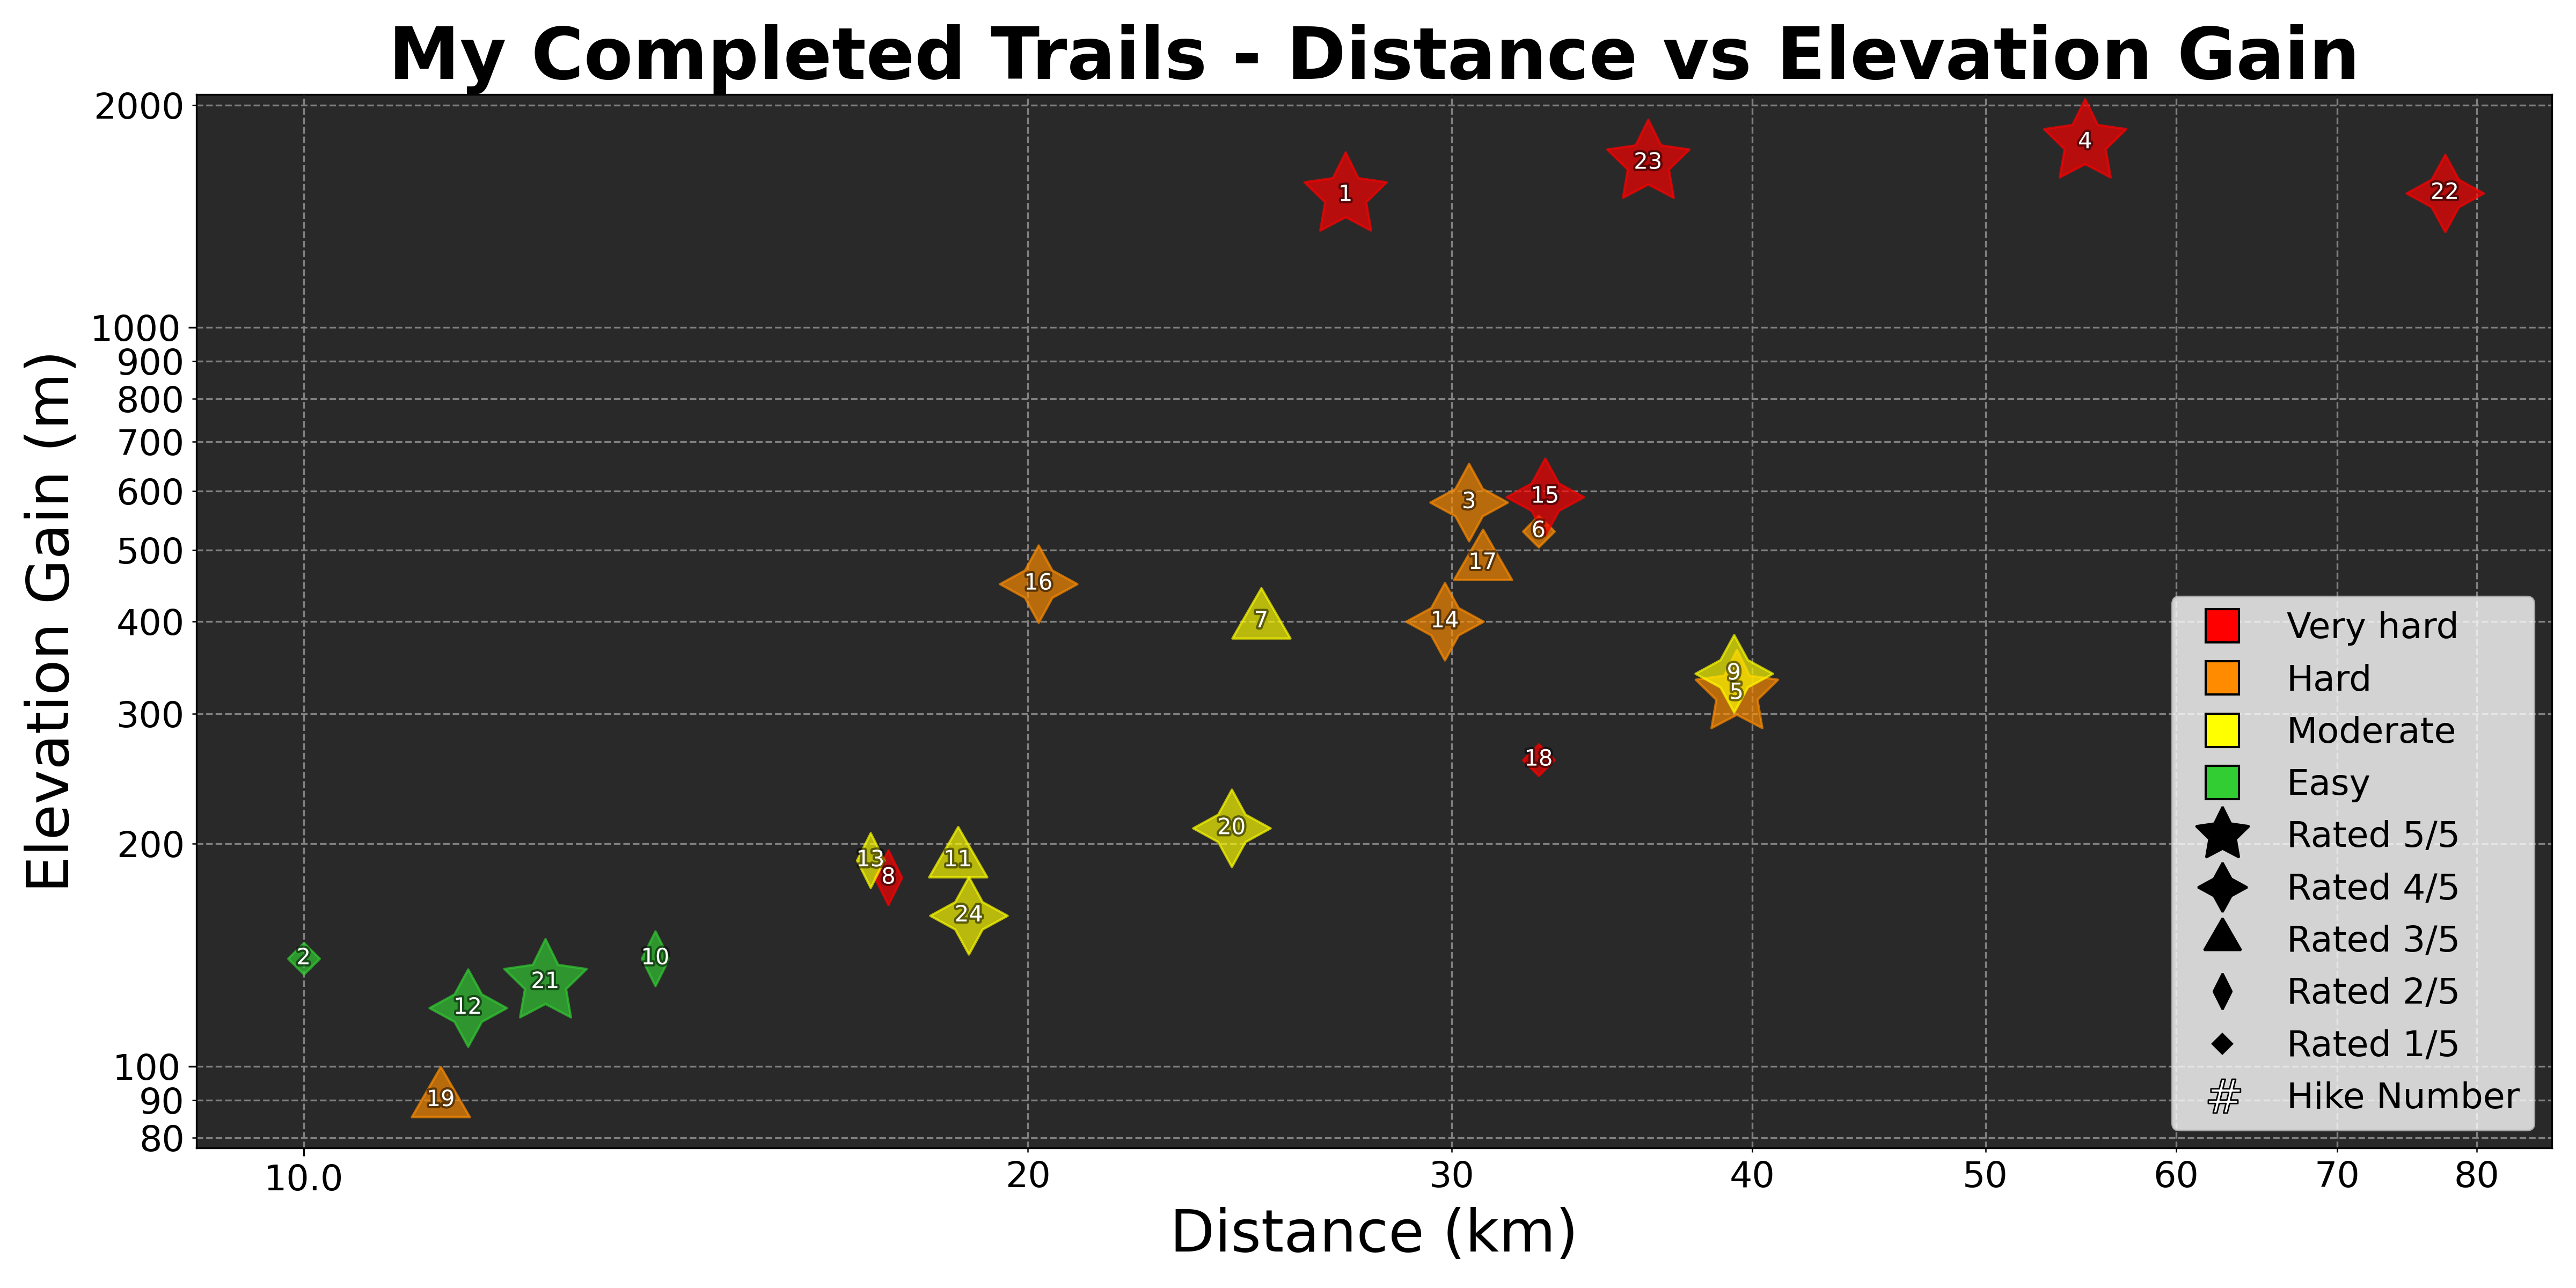 My Completed Trails - Distance vs Elevation Gain
Elevation Gain (m)
2000
1000
900
800
700
600
500
400
300
200
100
90
80
4
23
22
1
15
3
6
17
16
14
7
9
5
18
20
13
11
8
24
2
10
21
12
19
Very hard
Hard
Moderate
Easy
Rated 5/5
Rated 4/5
Rated 3/5
Rated 2/5
Rated 1/5
# Hike Number
10.0 20 30 40 50 60 70 80
Distance (km)